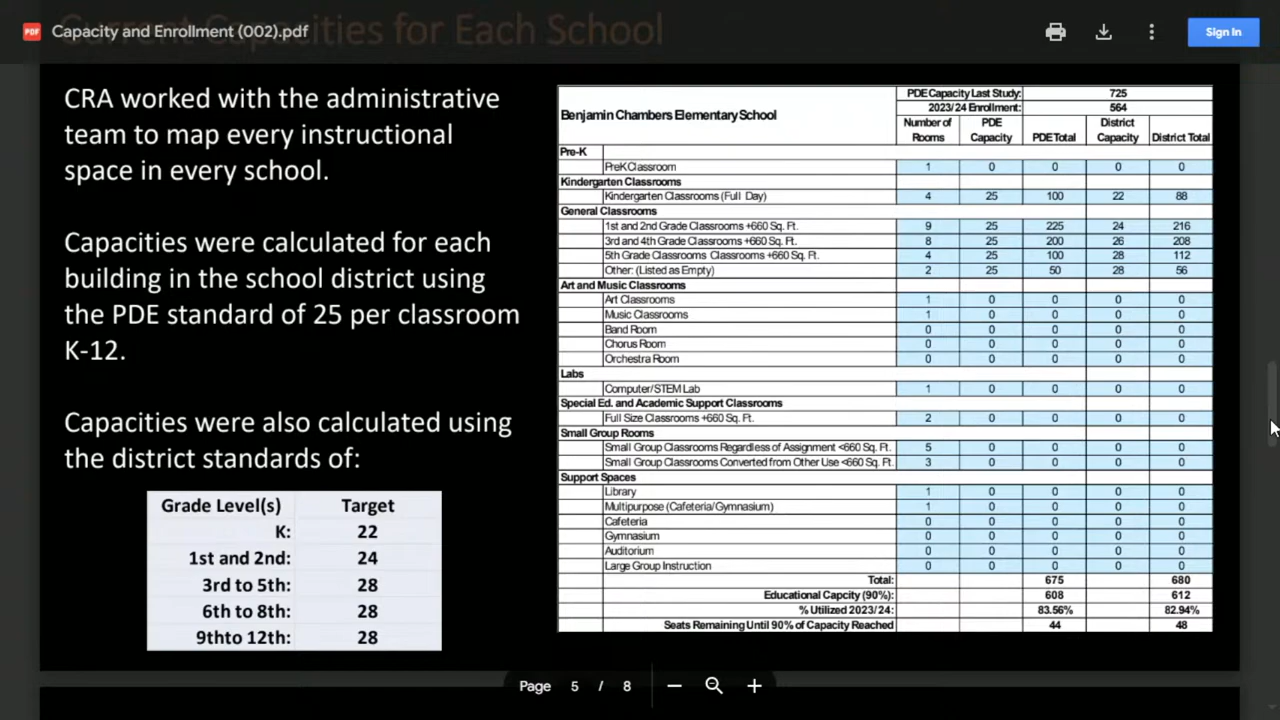 Current Capacities for Each School
Capacity and Enrollment (002).pdf
Sign In
CRA worked with the administrative
team to map every instructional
space in every school.
Capacities were calculated for each
building in the school district using
the PDE standard of 25 per classroom
K-12.
Capacities were also calculated using
the district standards of:
Grade Level(s) Target
K: 22
1st and 2nd: 24
3rd to 5th: 28
6th to 8th: 28
9thto 12th: 28
Benjamin Chambers Elementary School
PDE Capacity Last Study: 725
2023/24 Enrollment: 564
Number of Rooms PDE Capacity PDE Total District Capacity District Total
Pre-K
PreK Classroom 1 0 0 0 0
Kindergarten Classrooms
Kindergarten Classrooms (Full Day) 4 25 100 22 88
General Classrooms
1st and 2nd Grade Classrooms +660 Sq. Ft. 9 25 225 24 216
3rd and 4th Grade Classrooms +660 Sq. Ft. 8 25 200 26 208
5th Grade Classrooms Classrooms +660 Sq. Ft. 4 25 100 28 112
Other: (Listed as Empty) 2 25 50 28 56
Art and Music Classrooms
Art Classrooms 1 0 0 0 0
Music Classrooms 1 0 0 0 0
Band Room 0 0 0 0 0
Chorus Room 0 0 0 0 0
Orchestra Room 0 0 0 0 0
Labs
Computer/STEM Lab 1 0 0 0 0
Special Ed. and Academic Support Classrooms
Full Size Classrooms +660 Sq. Ft. 2 0 0 0 0
Small Group Rooms
Small Group Classrooms Regardless of Assignment <660 Sq. Ft. 5 0 0 0 0
Small Group Classrooms Converted from Other Use <660 Sq. Ft. 3 0 0 0 0
Support Spaces
Library 1 0 0 0 0
Multipurpose (Cafeteria/Gymnasium) 1 0 0 0 0
Cafeteria 0 0 0 0 0
Gymnasium 0 0 0 0 0
Auditorium 0 0 0 0 0
Large Group Instruction 0 0 0 0 0
Total: 675 680
Educational Capcity (90%): 608 612
% Utilized 2023/24: 83.56% 82.94%
Seats Remaining Until 90% of Capacity Reached 44 48
Page 5 / 8